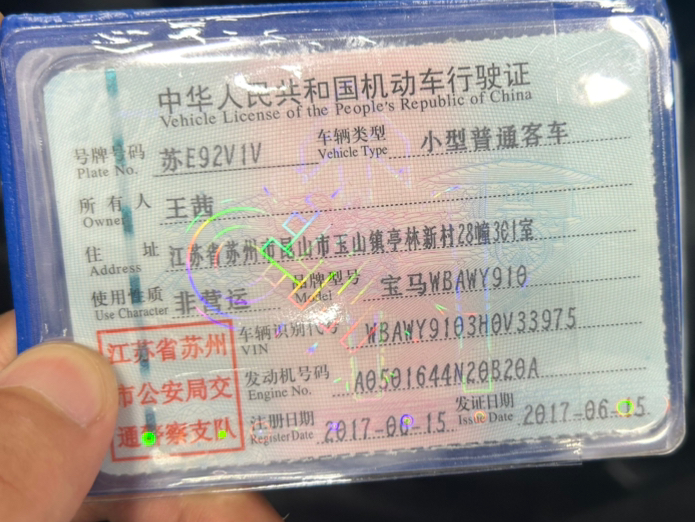 中华人民共和国机动车行驶证
Vehicle License of the People's Republic of China
号牌号码 苏E92V1V 车辆类型 小型普通客车
Plate No. Vehicle Type
所有人 王茜
Owner
住址 江苏省苏州市昆山市玉山镇亭林新村28幢301室
Address
使用性质 非营运 品牌型号 宝马WBAWY910
Use Character Model
车辆识别代号 WBAWY9103H0V33975
VIN
发动机号码 A0501644N20B20A
Engine No.
注册日期 2017-06-15 发证日期 2017-06-15
Register Date Issue Date
江苏省苏州
市公安局交
通警察支队